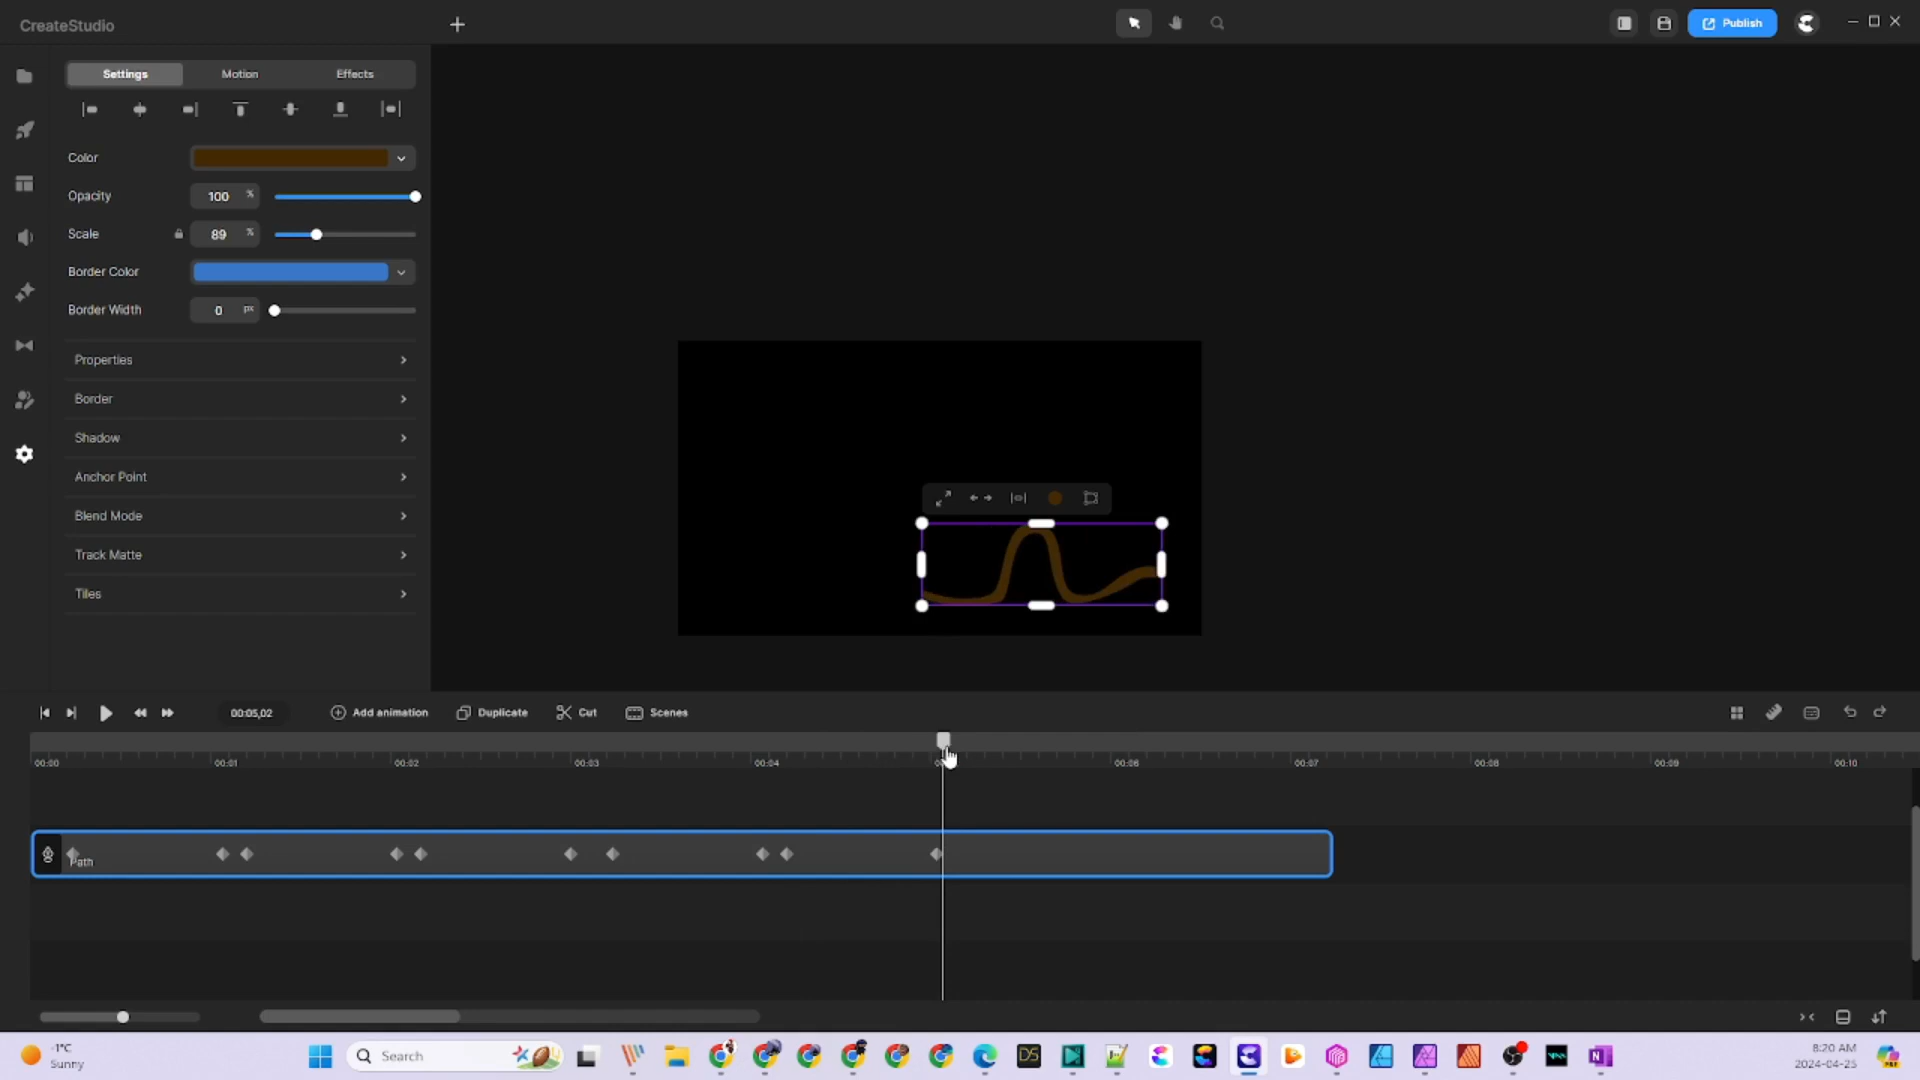 CreateStudio
Publish
Settings Motion Effects
Color
Opacity 100 %
Scale 89 %
Border Color
Border Width 0 px
Properties
Border
Shadow
Anchor Point
Blend Mode
Track Matte
Tiles
00:05,02 Add animation Duplicate Cut Scenes
00:00 00:01 00:02 00:03 00:04 00:06 00:07 00:08 00:09 00:10
Path
-1°C
Sunny
Search
DS
8:20 AM
2024-04-25